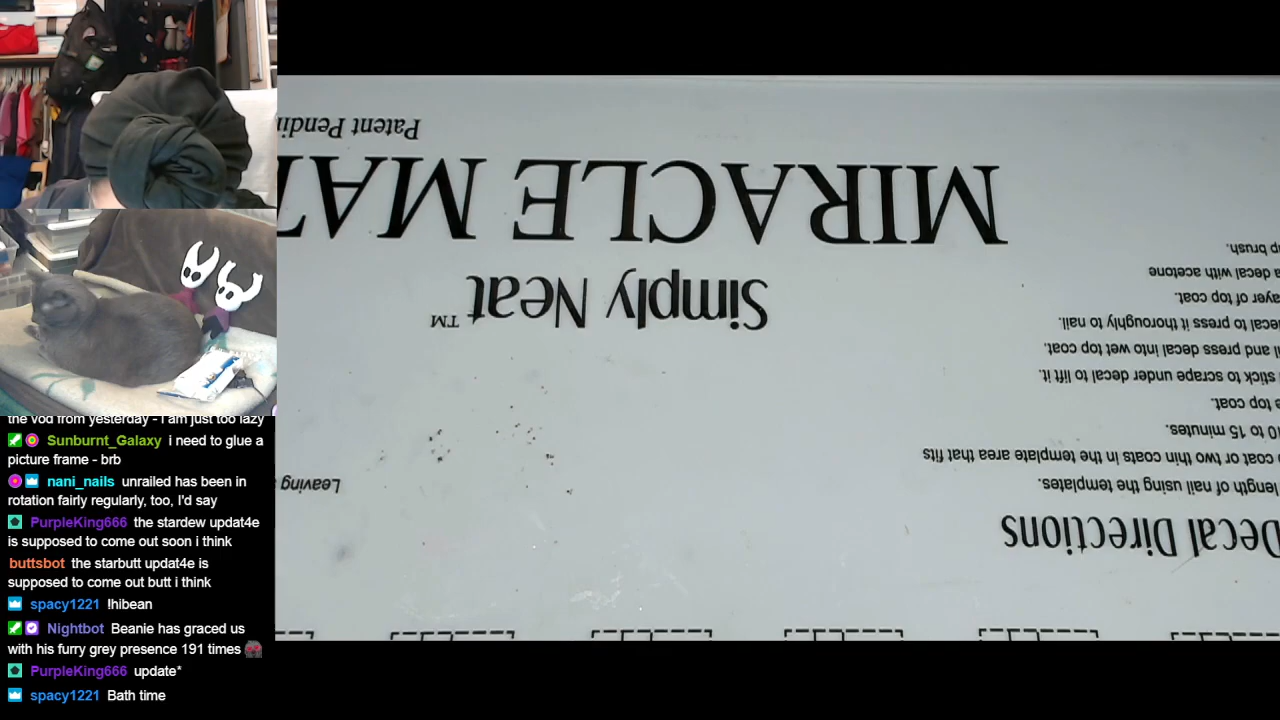 the vod from yesterday - I am just too lazy
Sunburnt_Galaxy i need to glue a
picture frame - brb
nani_nails unrailed has been in
rotation fairly regularly, too, I'd say
PurpleKing666 the stardew updat4e
is supposed to come out soon i think
buttsbot the starbutt updat4e is
supposed to come out butt i think
spacy1221 !hibean
Nightbot Beanie has graced us
with his furry grey presence 191 times
PurpleKing666 update*
spacy1221 Bath time
Decal Directions
length of nail using the templates.
coat or two thin coats in the template area that fits
10 to 15 minutes.
top coat.
stick to scrape under decal to lift it.
and press decal into wet top coat.
decal to press it thoroughly to nail.
layer of top coat.
decal with acetone
brush.
Leaving
Simply Neat™
MIRACLE MAT
Patent Pendin